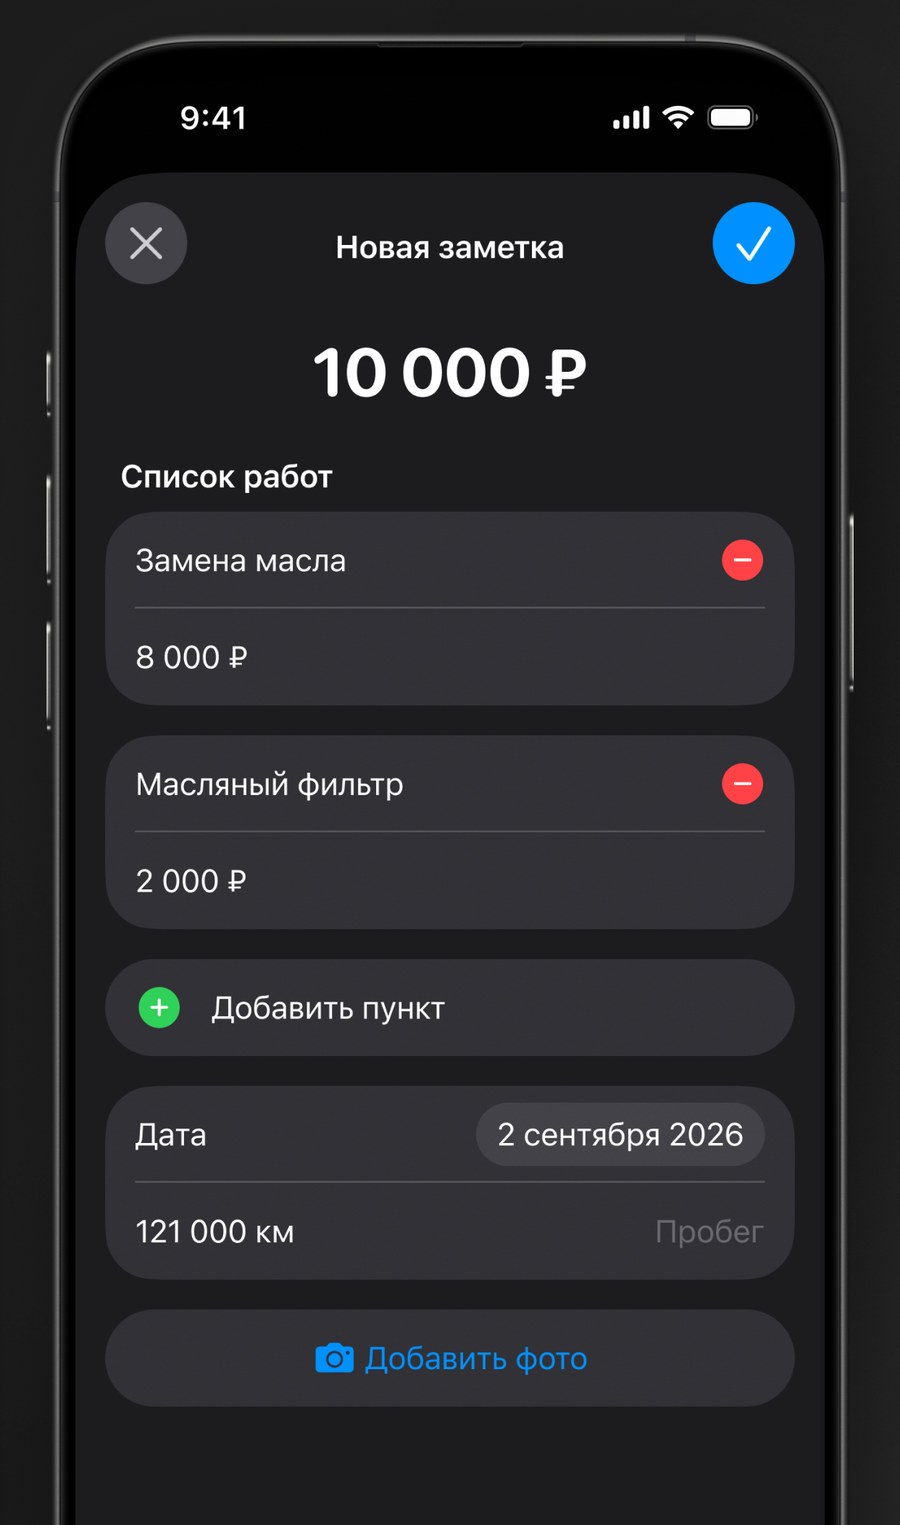 9:41
Новая заметка
10 000 ₽
Список работ
Замена масла
8 000 ₽
Масляный фильтр
2 000 ₽
Добавить пункт
Дата 2 сентября 2026
121 000 км Пробег
Добавить фото